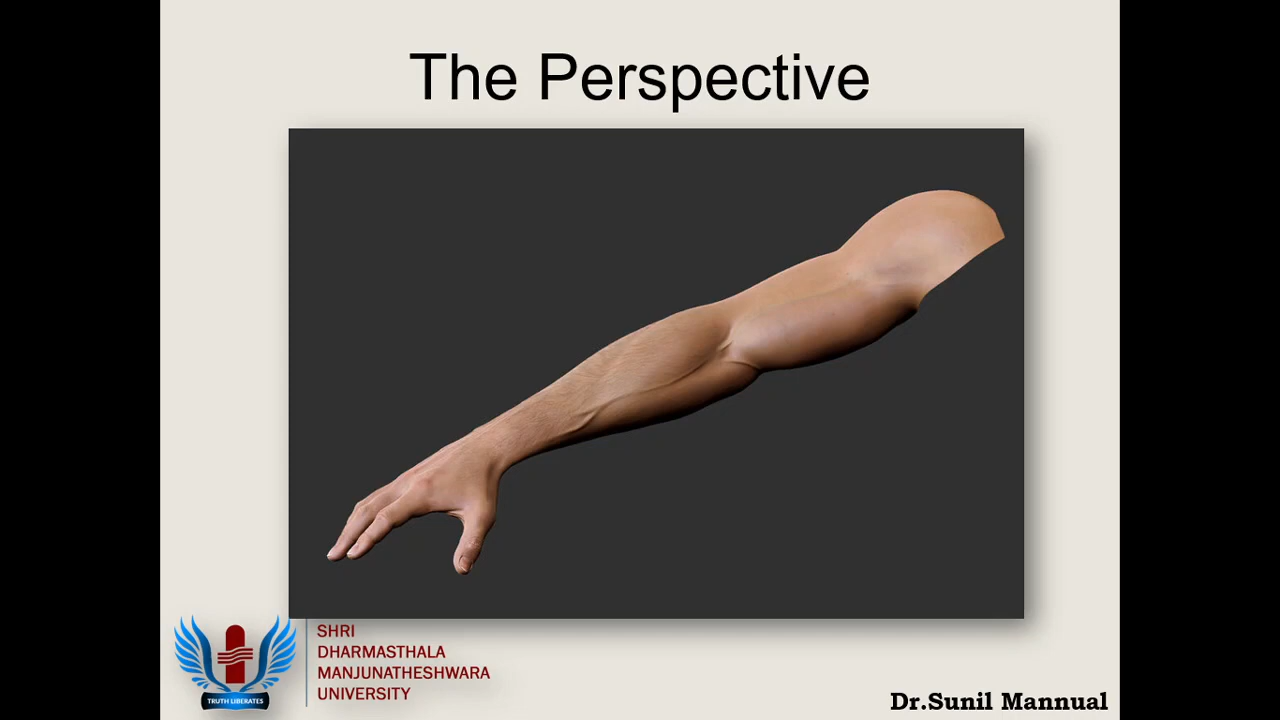 The Perspective
SHRI
DHARMASTHALA
MANJUNATHESHWARA
UNIVERSITY
TRUTH LIBERATES
Dr.Sunil Mannual